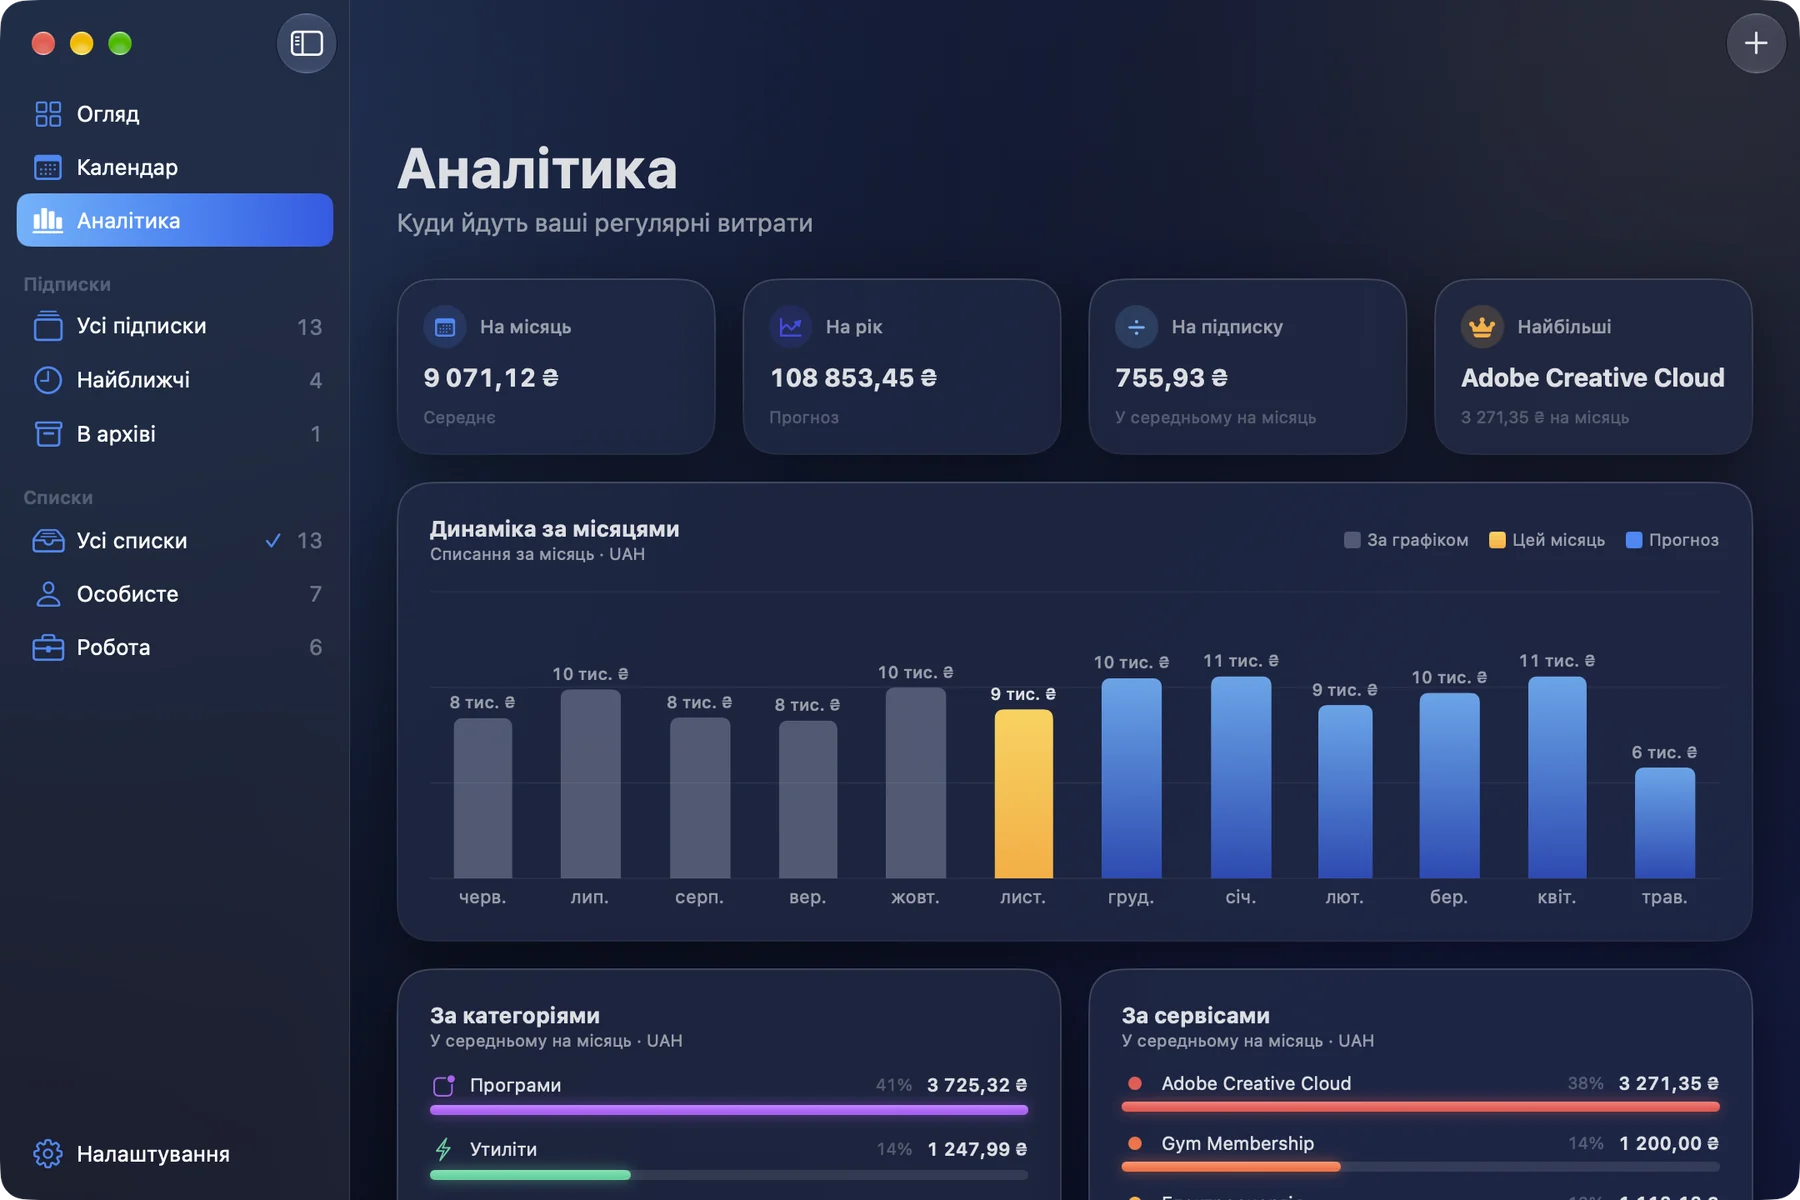 Огляд
Календар
Аналітика
Підписки
Усі підписки 13
Найближчі 4
В архіві 1
Списки
Усі списки 13
Особисте 7
Робота 6
Налаштування
Аналітика
Куди йдуть ваші регулярні витрати
На місяць
9 071,12 ₴
Середнє
На рік
108 853,45 ₴
Прогноз
На підписку
755,93 ₴
У середньому на місяць
Найбільші
Adobe Creative Cloud
3 271,35 ₴ на місяць
Динаміка за місяцями
Списання за місяць · UAH
За графіком Цей місяць Прогноз
8 тис. ₴ 10 тис. ₴ 8 тис. ₴ 8 тис. ₴ 10 тис. ₴ 9 тис. ₴ 10 тис. ₴ 11 тис. ₴ 9 тис. ₴ 10 тис. ₴ 11 тис. ₴ 6 тис. ₴
черв. лип. серп. вер. жовт. лист. груд. січ. лют. бер. квіт. трав.
За категоріями
У середньому на місяць · UAH
Програми 41% 3 725,32 ₴
Утиліти 14% 1 247,99 ₴
За сервісами
У середньому на місяць · UAH
Adobe Creative Cloud 38% 3 271,35 ₴
Gym Membership 14% 1 200,00 ₴